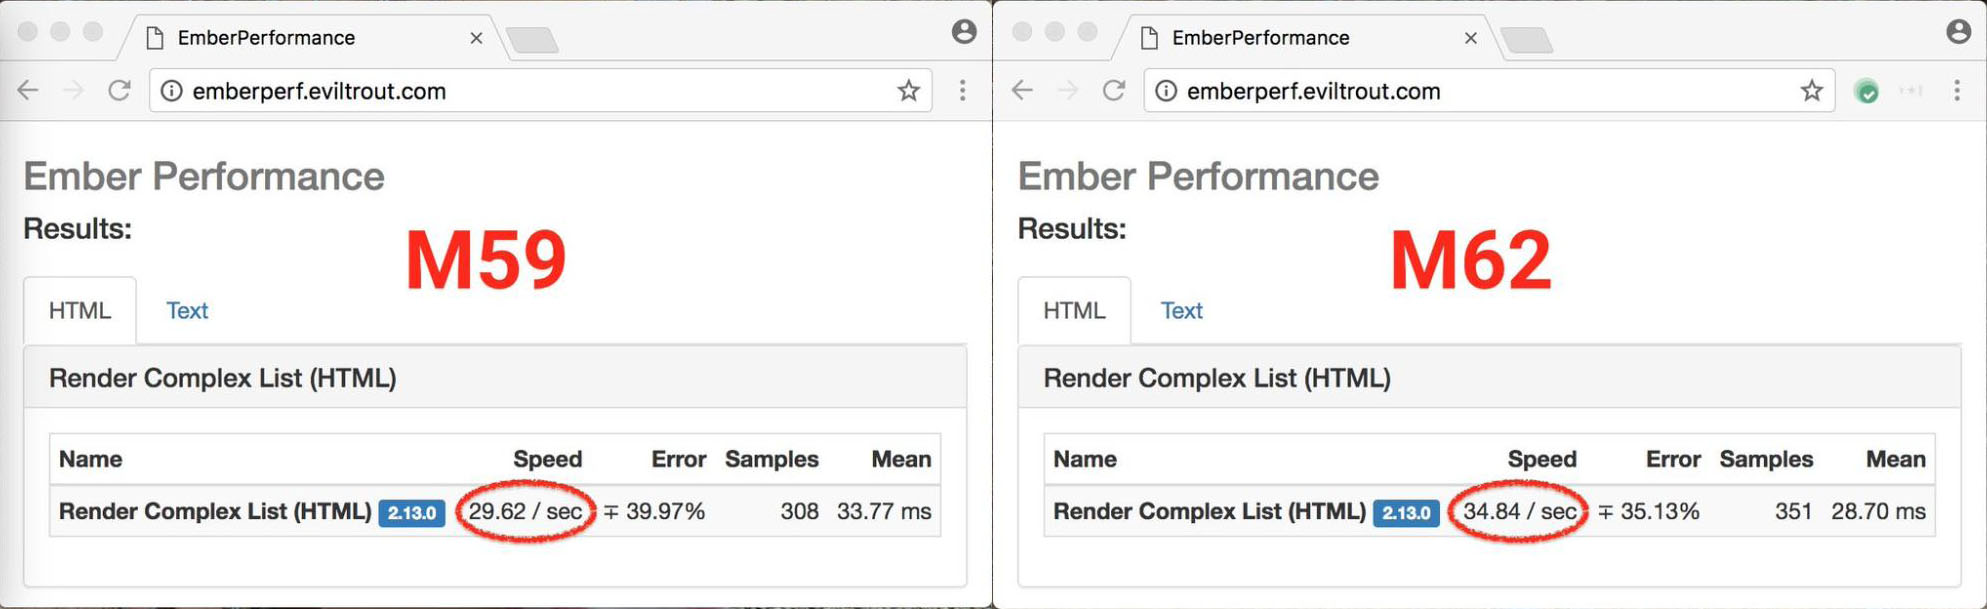 EmberPerformance
emberperf.eviltrout.com
Ember Performance
Results:
M59
HTML Text
Render Complex List (HTML)
Name Speed Error Samples Mean
Render Complex List (HTML) 2.13.0 29.62 / sec ∓ 39.97% 308 33.77 ms
EmberPerformance
emberperf.eviltrout.com
Ember Performance
Results:
M62
HTML Text
Render Complex List (HTML)
Name Speed Error Samples Mean
Render Complex List (HTML) 2.13.0 34.84 / sec ∓ 35.13% 351 28.70 ms